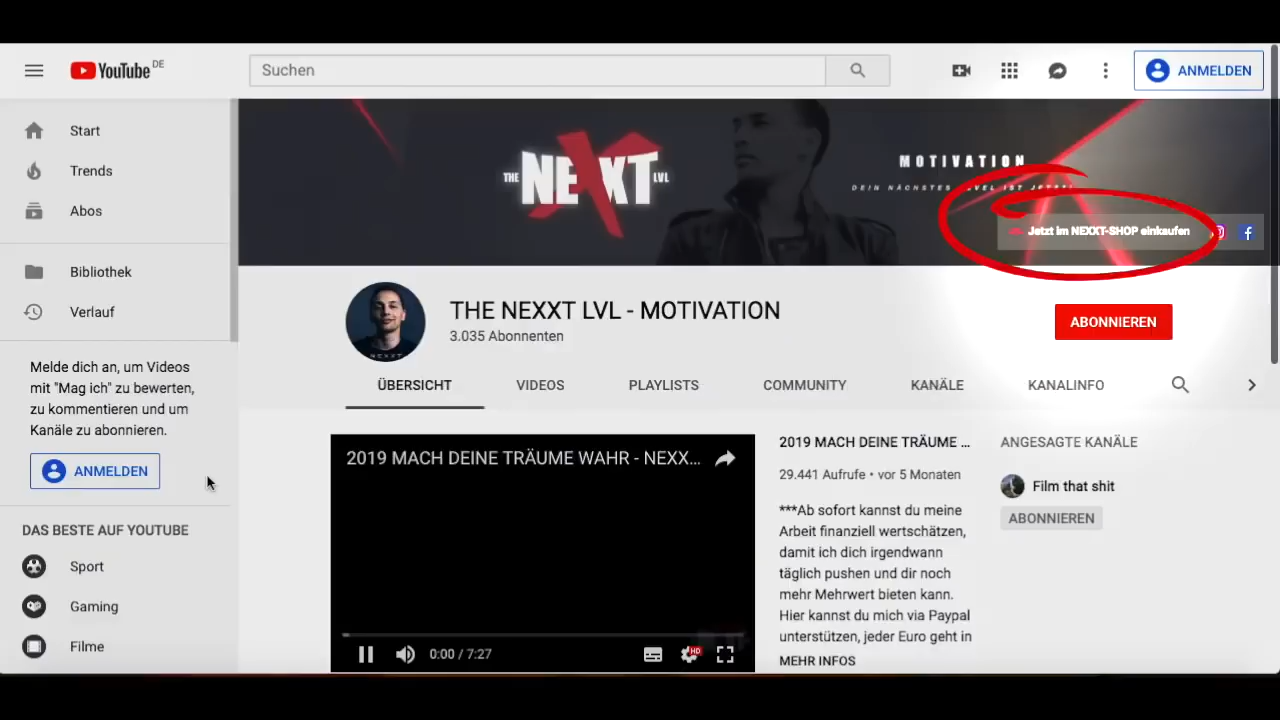 YouTube DE
Suchen
ANMELDEN
Start
Trends
Abos
Bibliothek
Verlauf
Melde dich an, um Videos
mit "Mag ich" zu bewerten,
zu kommentieren und um
Kanäle zu abonnieren.
ANMELDEN
DAS BESTE AUF YOUTUBE
Sport
Gaming
Filme
THE NEXXT LVL
MOTIVATION
DEIN NÄCHSTES LEVEL IST JETZT!
Jetzt im NEXXT-SHOP einkaufen
THE NEXXT LVL - MOTIVATION
3.035 Abonnenten
ABONNIEREN
ÜBERSICHT
VIDEOS
PLAYLISTS
COMMUNITY
KANÄLE
KANALINFO
2019 MACH DEINE TRÄUME WAHR - NEXX...
0:00 / 7:27
HD
2019 MACH DEINE TRÄUME ...
29.441 Aufrufe • vor 5 Monaten
***Ab sofort kannst du meine
Arbeit finanziell wertschätzen,
damit ich dich irgendwann
täglich pushen und dir noch
mehr Mehrwert bieten kann.
Hier kannst du mich via Paypal
unterstützen, jeder Euro geht in
MEHR INFOS
ANGESAGTE KANÄLE
Film that shit
ABONNIEREN